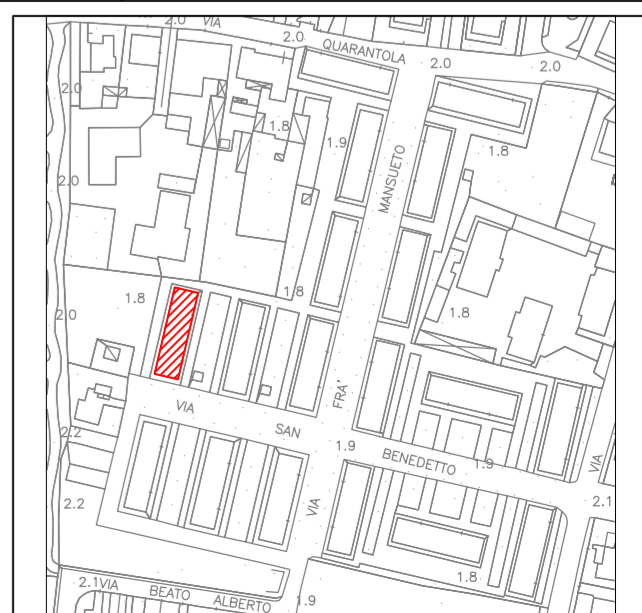 2.0 VIA
2.0
QUARANTOLA
2.0
2.0
2.0
1.8
1.9
1.8
MANSUETO
2.0
1.8
1.8
1.8
2.0
FRA'
VIA
SAN
2.2
1.9
BENEDETTO
1.9
VIA
2.2
VIA
2.1
2.1 VIA
BEATO
ALBERTO
1.9
1.8